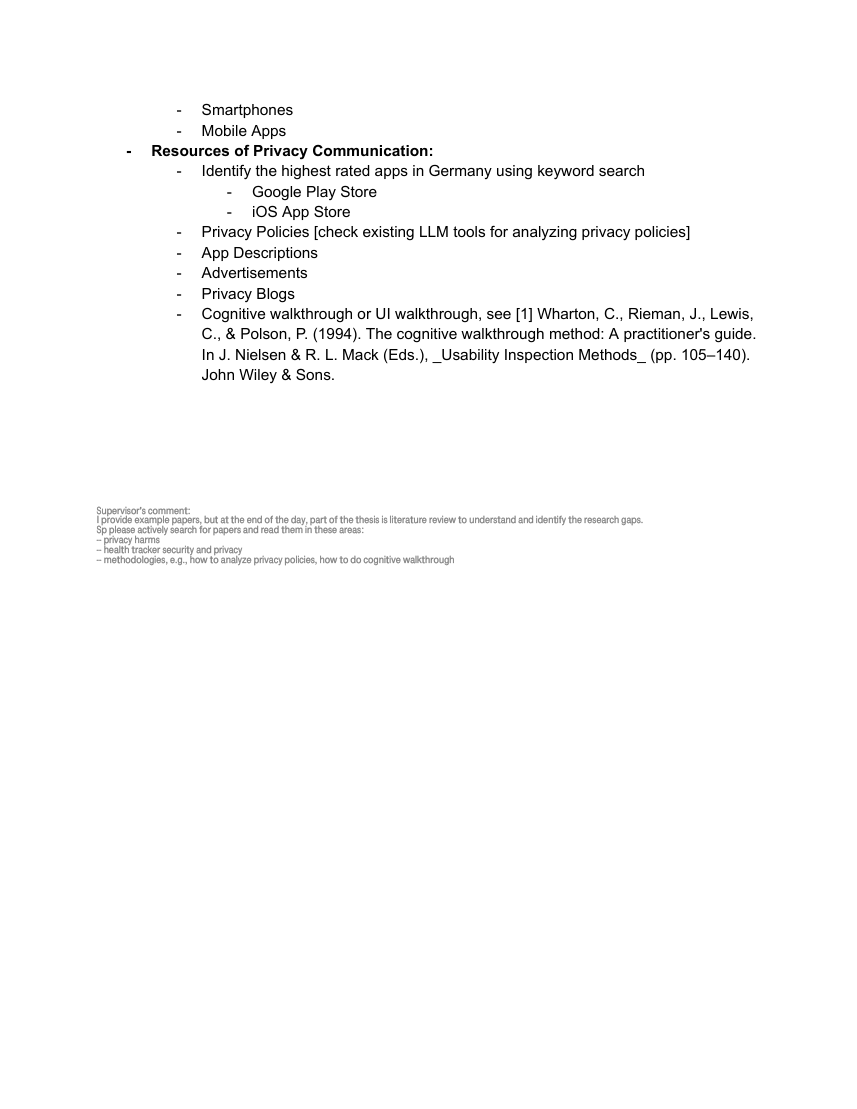 - Smartphones
- Mobile Apps
- Resources of Privacy Communication:
- Identify the highest rated apps in Germany using keyword search
- Google Play Store
- iOS App Store
- Privacy Policies [check existing LLM tools for analyzing privacy policies]
- App Descriptions
- Advertisements
- Privacy Blogs
- Cognitive walkthrough or UI walkthrough, see [1] Wharton, C., Rieman, J., Lewis,
C., & Polson, P. (1994). The cognitive walkthrough method: A practitioner's guide.
In J. Nielsen & R. L. Mack (Eds.), _Usability Inspection Methods_ (pp. 105–140).
John Wiley & Sons.
Supervisor's comment:
I provide example papers, but at the end of the day, part of the thesis is literature review to understand and identify the research gaps.
Sp please actively search for papers and read them in these areas:
– privacy harms
– health tracker security and privacy
– methodologies, e.g., how to analyze privacy policies, how to do cognitive walkthrough